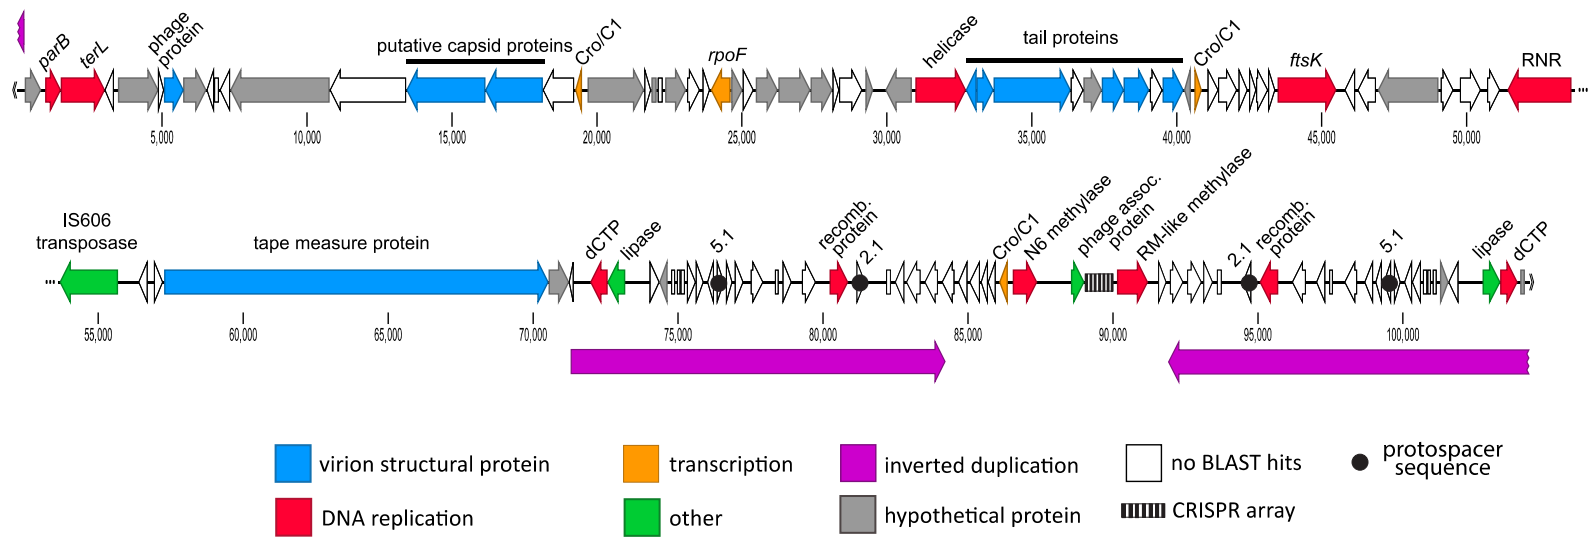 parB
terL
phage
protein
putative capsid proteins
Cro/C1
rpoF
helicase
tail proteins
Cro/C1
ftsK
RNR
5,000
10,000
15,000
20,000
25,000
30,000
35,000
40,000
45,000
50,000
IS606
transposase
tape measure protein
dCTP
lipase
5.1
recomb.
protein
2.1
Cro/C1
N6 methylase
phage assoc.
protein
RM-like methylase
2.1
recomb.
protein
5.1
lipase
dCTP
55,000
60,000
65,000
70,000
75,000
80,000
85,000
90,000
95,000
100,000
virion structural protein
transcription
inverted duplication
no BLAST hits
protospacer
sequence
DNA replication
other
hypothetical protein
CRISPR array